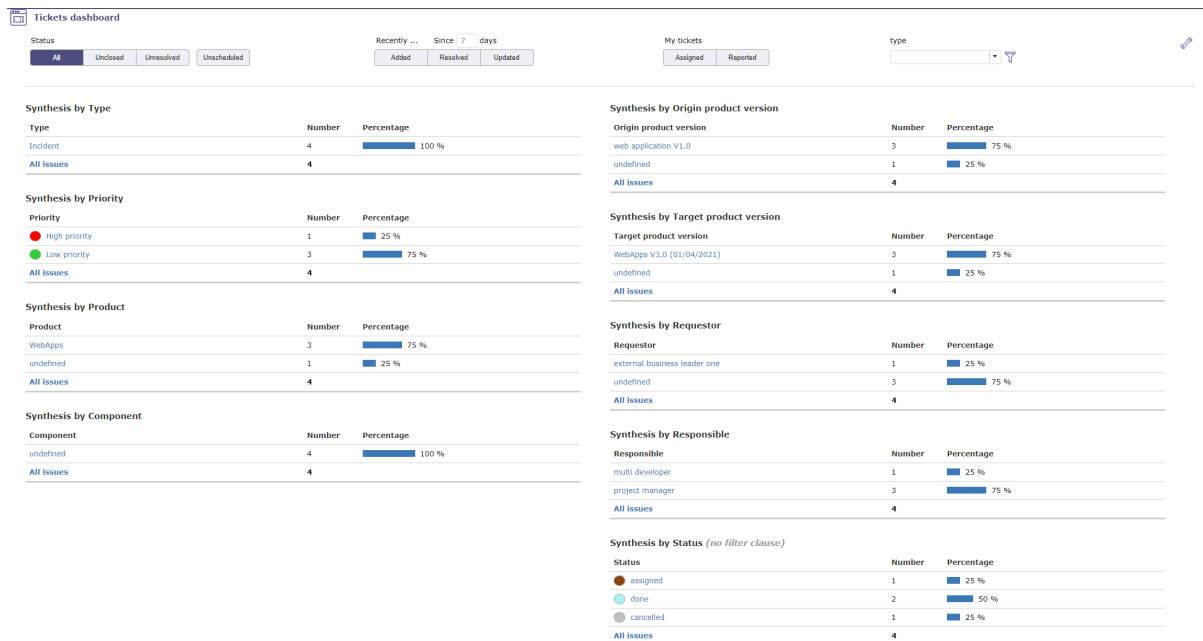 Tickets dashboard
Status
Recently ... Since 7 days
My tickets
type
All Unclosed Unresolved Unscheduled
Added Resolved Updated
Assigned Reported
Synthesis by Type
Type Number Percentage
Incident 4 100 %
All issues 4
Synthesis by Priority
Priority Number Percentage
High priority 1 25 %
Low priority 3 75 %
All issues 4
Synthesis by Product
Product Number Percentage
WebApps 3 75 %
undefined 1 25 %
All issues 4
Synthesis by Component
Component Number Percentage
undefined 4 100 %
All issues 4
Synthesis by Origin product version
Origin product version Number Percentage
web application V1.0 3 75 %
undefined 1 25 %
All issues 4
Synthesis by Target product version
Target product version Number Percentage
WebApps V3.0 (01/04/2021) 3 75 %
undefined 1 25 %
All issues 4
Synthesis by Requestor
Requestor Number Percentage
external business leader one 1 25 %
undefined 3 75 %
All issues 4
Synthesis by Responsible
Responsible Number Percentage
multi developer 1 25 %
project manager 3 75 %
All issues 4
Synthesis by Status (no filter clause)
Status Number Percentage
assigned 1 25 %
done 2 50 %
cancelled 1 25 %
All issues 4